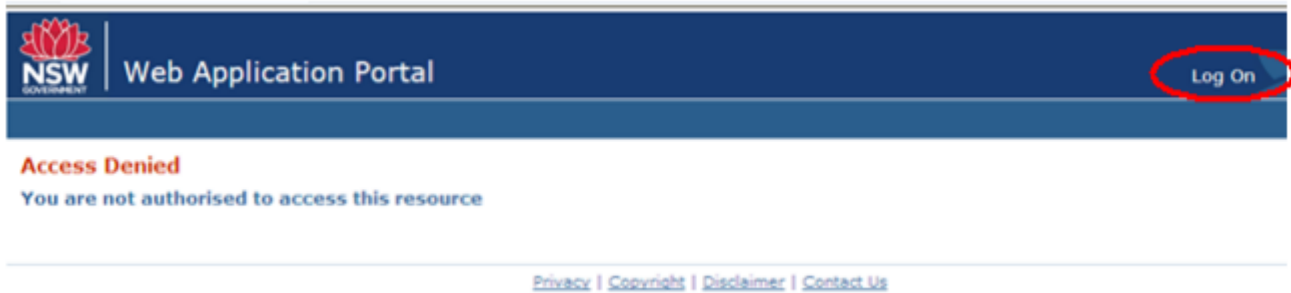 NSW
GOVERNMENT
Web Application Portal
Log On
Access Denied
You are not authorised to access this resource
Privacy | Copyright | Disclaimer | Contact Us